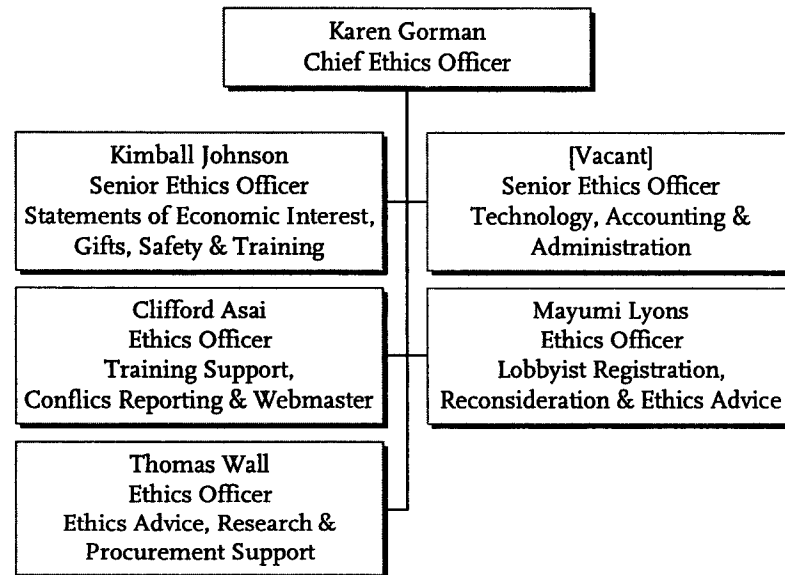 Karen Gorman
Chief Ethics Officer
Kimball Johnson
Senior Ethics Officer
Statements of Economic Interest,
Gifts, Safety & Training
[Vacant]
Senior Ethics Officer
Technology, Accounting &
Administration
Clifford Asai
Ethics Officer
Training Support,
Conflics Reporting & Webmaster
Mayumi Lyons
Ethics Officer
Lobbyist Registration,
Reconsideration & Ethics Advice
Thomas Wall
Ethics Officer
Ethics Advice, Research &
Procurement Support